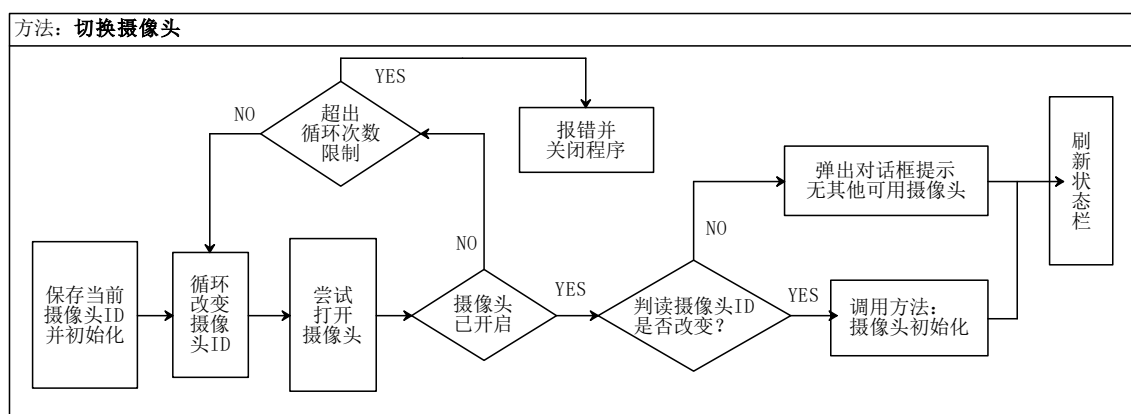 方法：切换摄像头
YES
NO
超出
循环次数
限制
报错并
关闭程序
保存当前
摄像头ID
并初始化
循环
改变
摄像
头ID
尝试
打开
摄像头
NO
摄像头
已开启
YES
判读摄像头ID
是否改变？
NO
弹出对话框提示
无其他可用摄像头
YES
调用方法：
摄像头初始化
刷
新
状
态
栏